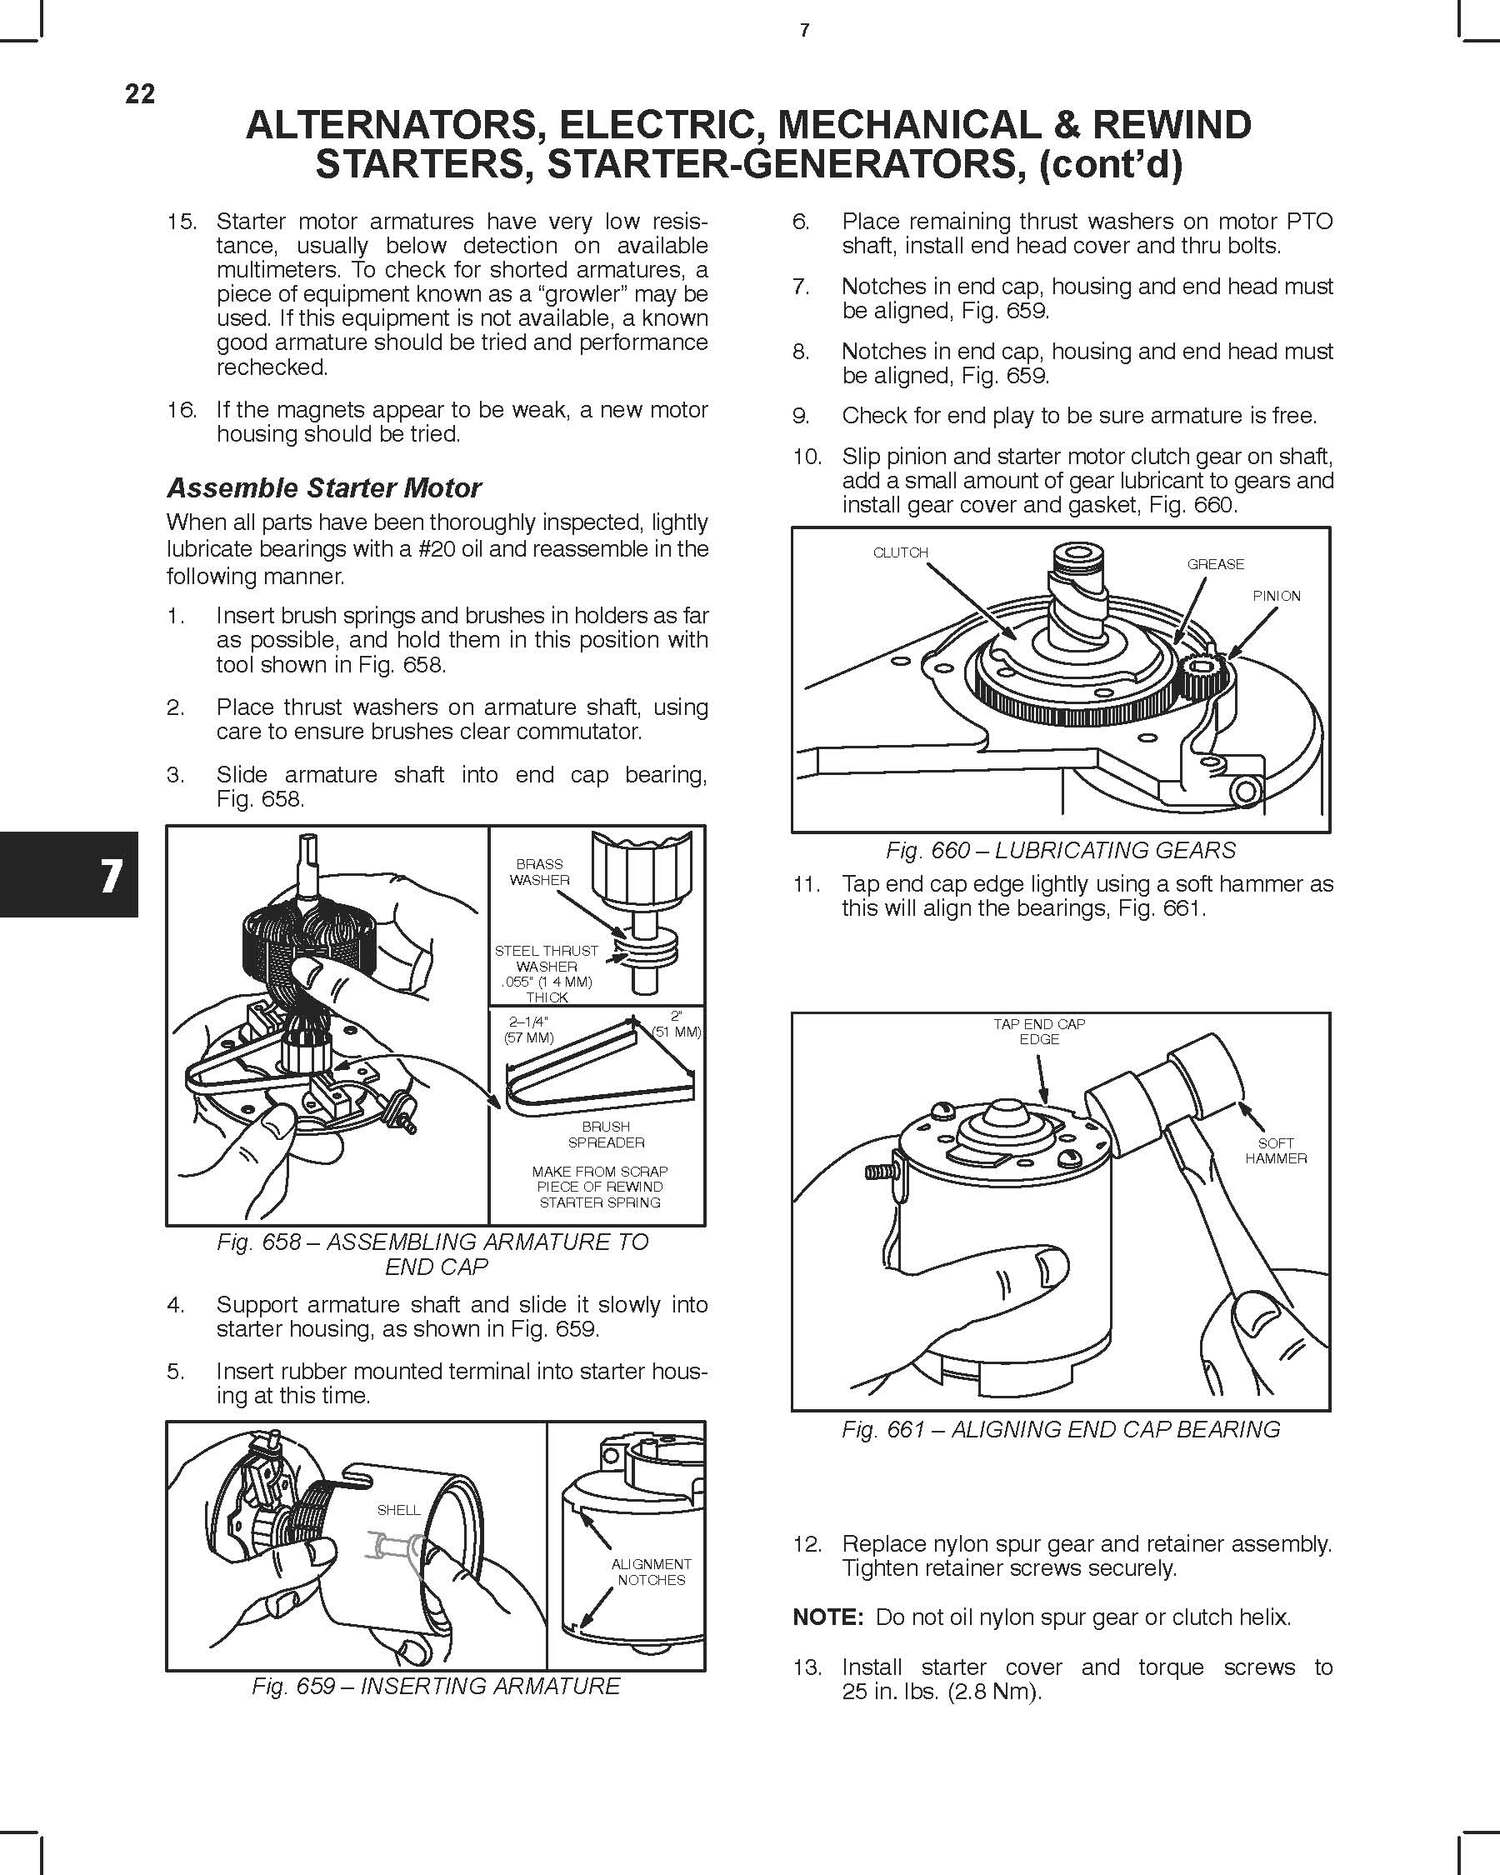 7
22
ALTERNATORS, ELECTRIC, MECHANICAL & REWIND
STARTERS, STARTER-GENERATORS, (cont’d)
15. Starter motor armatures have very low resis-
tance, usually below detection on available
multimeters. To check for shorted armatures, a
piece of equipment known as a “growler” may be
used. If this equipment is not available, a known
good armature should be tried and performance
rechecked.
16. If the magnets appear to be weak, a new motor
housing should be tried.
Assemble Starter Motor
When all parts have been thoroughly inspected, lightly
lubricate bearings with a #20 oil and reassemble in the
following manner.
1. Insert brush springs and brushes in holders as far
as possible, and hold them in this position with
tool shown in Fig. 658.
2. Place thrust washers on armature shaft, using
care to ensure brushes clear commutator.
3. Slide armature shaft into end cap bearing,
Fig. 658.
7
BRASS
WASHER
STEEL THRUST
WASHER
.055" (1 4 MM)
THICK
2–1/4"
(57 MM)
2"
(51 MM)
BRUSH
SPREADER
MAKE FROM SCRAP
PIECE OF REWIND
STARTER SPRING
Fig. 658 – ASSEMBLING ARMATURE TO
END CAP
4. Support armature shaft and slide it slowly into
starter housing, as shown in Fig. 659.
5. Insert rubber mounted terminal into starter hous-
ing at this time.
SHELL
ALIGNMENT
NOTCHES
Fig. 659 – INSERTING ARMATURE
6. Place remaining thrust washers on motor PTO
shaft, install end head cover and thru bolts.
7. Notches in end cap, housing and end head must
be aligned, Fig. 659.
8. Notches in end cap, housing and end head must
be aligned, Fig. 659.
9. Check for end play to be sure armature is free.
10. Slip pinion and starter motor clutch gear on shaft,
add a small amount of gear lubricant to gears and
install gear cover and gasket, Fig. 660.
CLUTCH
GREASE
PINION
Fig. 660 – LUBRICATING GEARS
11. Tap end cap edge lightly using a soft hammer as
this will align the bearings, Fig. 661.
TAP END CAP
EDGE
SOFT
HAMMER
Fig. 661 – ALIGNING END CAP BEARING
12. Replace nylon spur gear and retainer assembly.
Tighten retainer screws securely.
NOTE: Do not oil nylon spur gear or clutch helix.
13. Install starter cover and torque screws to
25 in. lbs. (2.8 Nm).